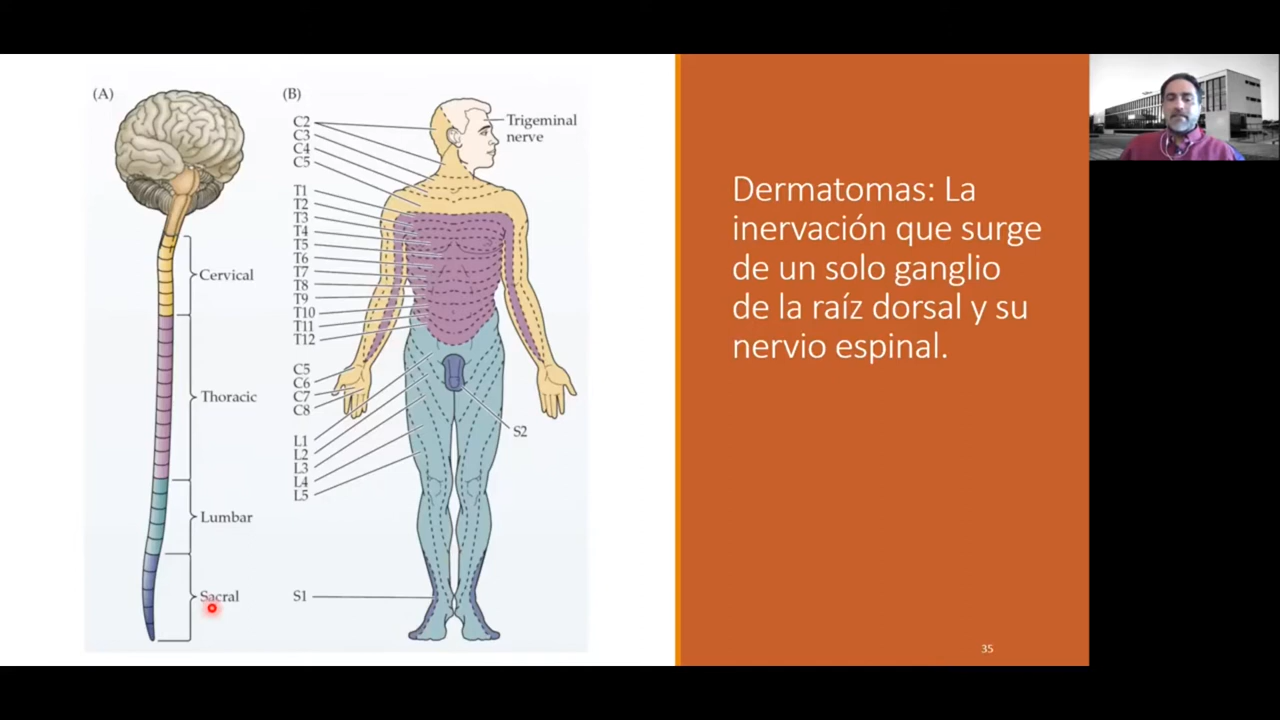 (A)
Cervical
Thoracic
Lumbar
Sacral
(B)
C2
C3
C4
C5
T1
T2
T3
T4
T5
T6
T7
T8
T9
T10
T11
T12
C5
C6
C7
C8
L1
L2
L3
L4
L5
S1
Trigeminal
nerve
S2
Dermatomas: La
inervación que surge
de un solo ganglio
de la raíz dorsal y su
nervio espinal.
35